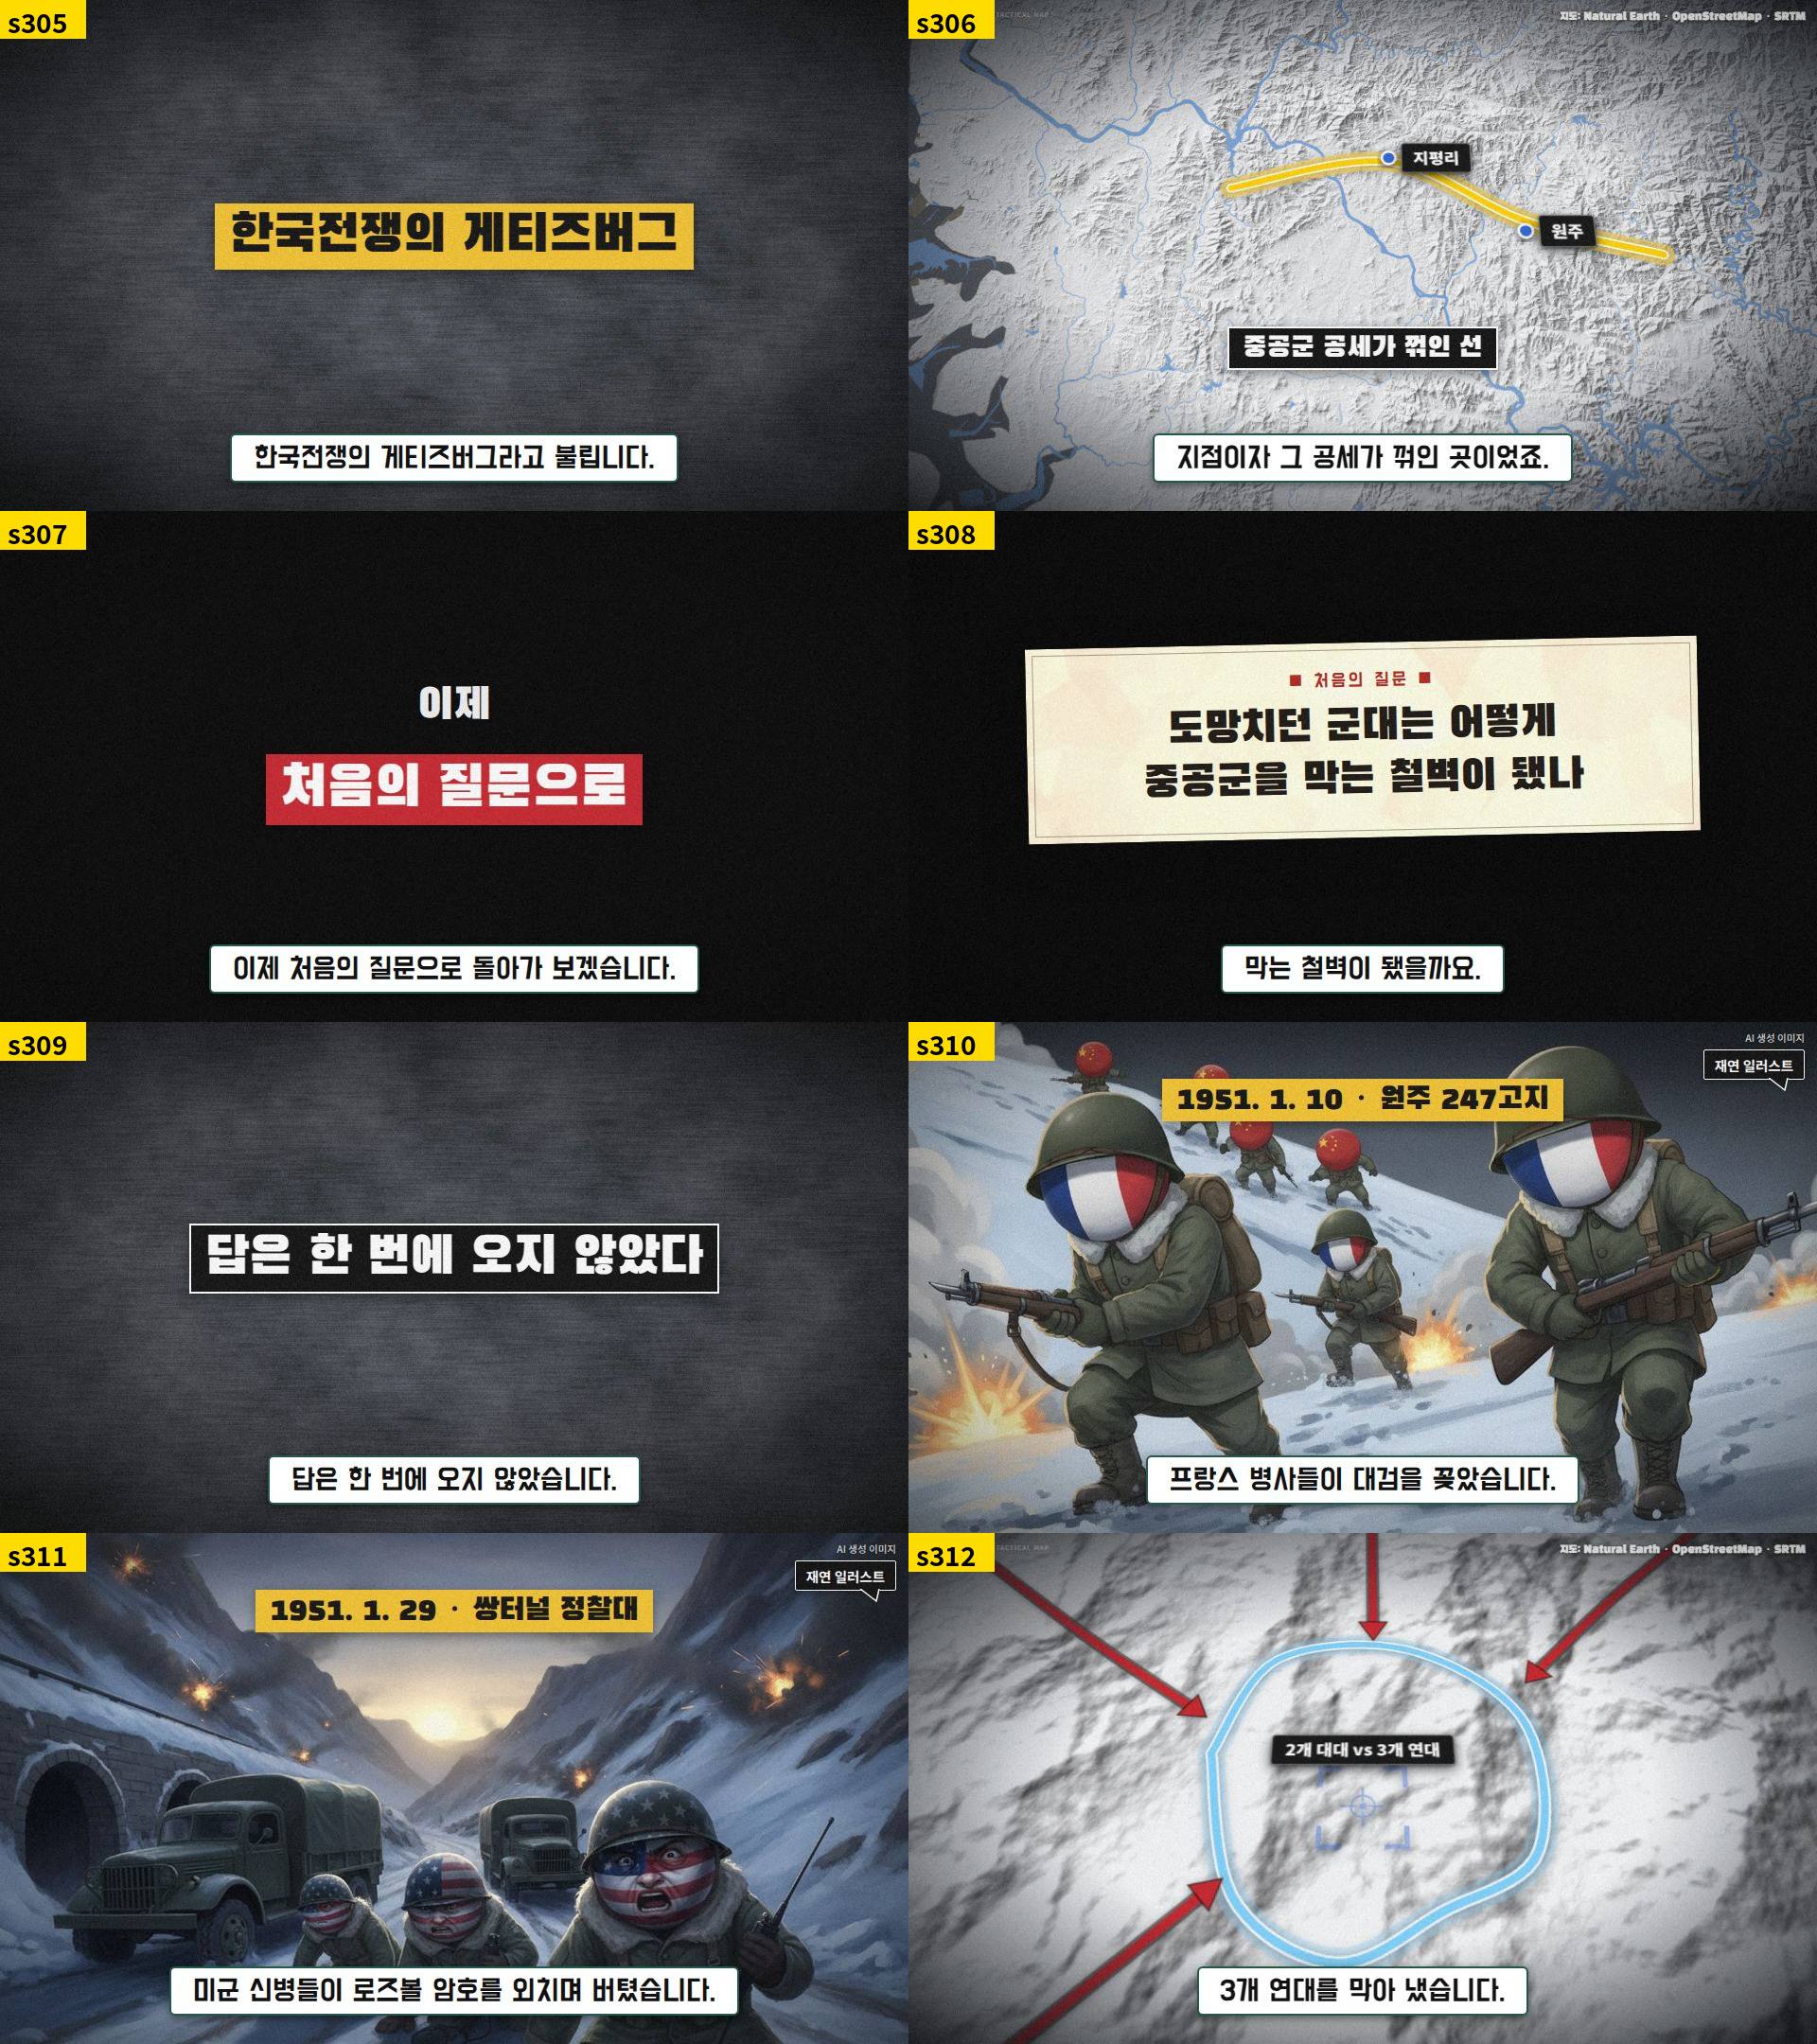 s305
한국전쟁의 게티즈버그
한국전쟁의 게티즈버그라고 불립니다.
s306
TACTICAL MAP
지도: Natural Earth · OpenStreetMap · SRTM
지평리
원주
중공군 공세가 꺾인 선
지점이자 그 공세가 꺾인 곳이었죠.
s307
이제
처음의 질문으로
이제 처음의 질문으로 돌아가 보겠습니다.
s308
■ 처음의 질문 ■
도망치던 군대는 어떻게
중공군을 막는 철벽이 됐나
막는 철벽이 됐을까요.
s309
답은 한 번에 오지 않았다
답은 한 번에 오지 않았습니다.
s310
AI 생성 이미지
재연 일러스트
1951. 1. 10 · 원주 247고지
프랑스 병사들이 대검을 꽂았습니다.
s311
AI 생성 이미지
재연 일러스트
1951. 1. 29 · 쌍터널 정찰대
미군 신병들이 로즈볼 암호를 외치며 버텼습니다.
s312
TACTICAL MAP
지도: Natural Earth · OpenStreetMap · SRTM
2개 대대 vs 3개 연대
3개 연대를 막아 냈습니다.